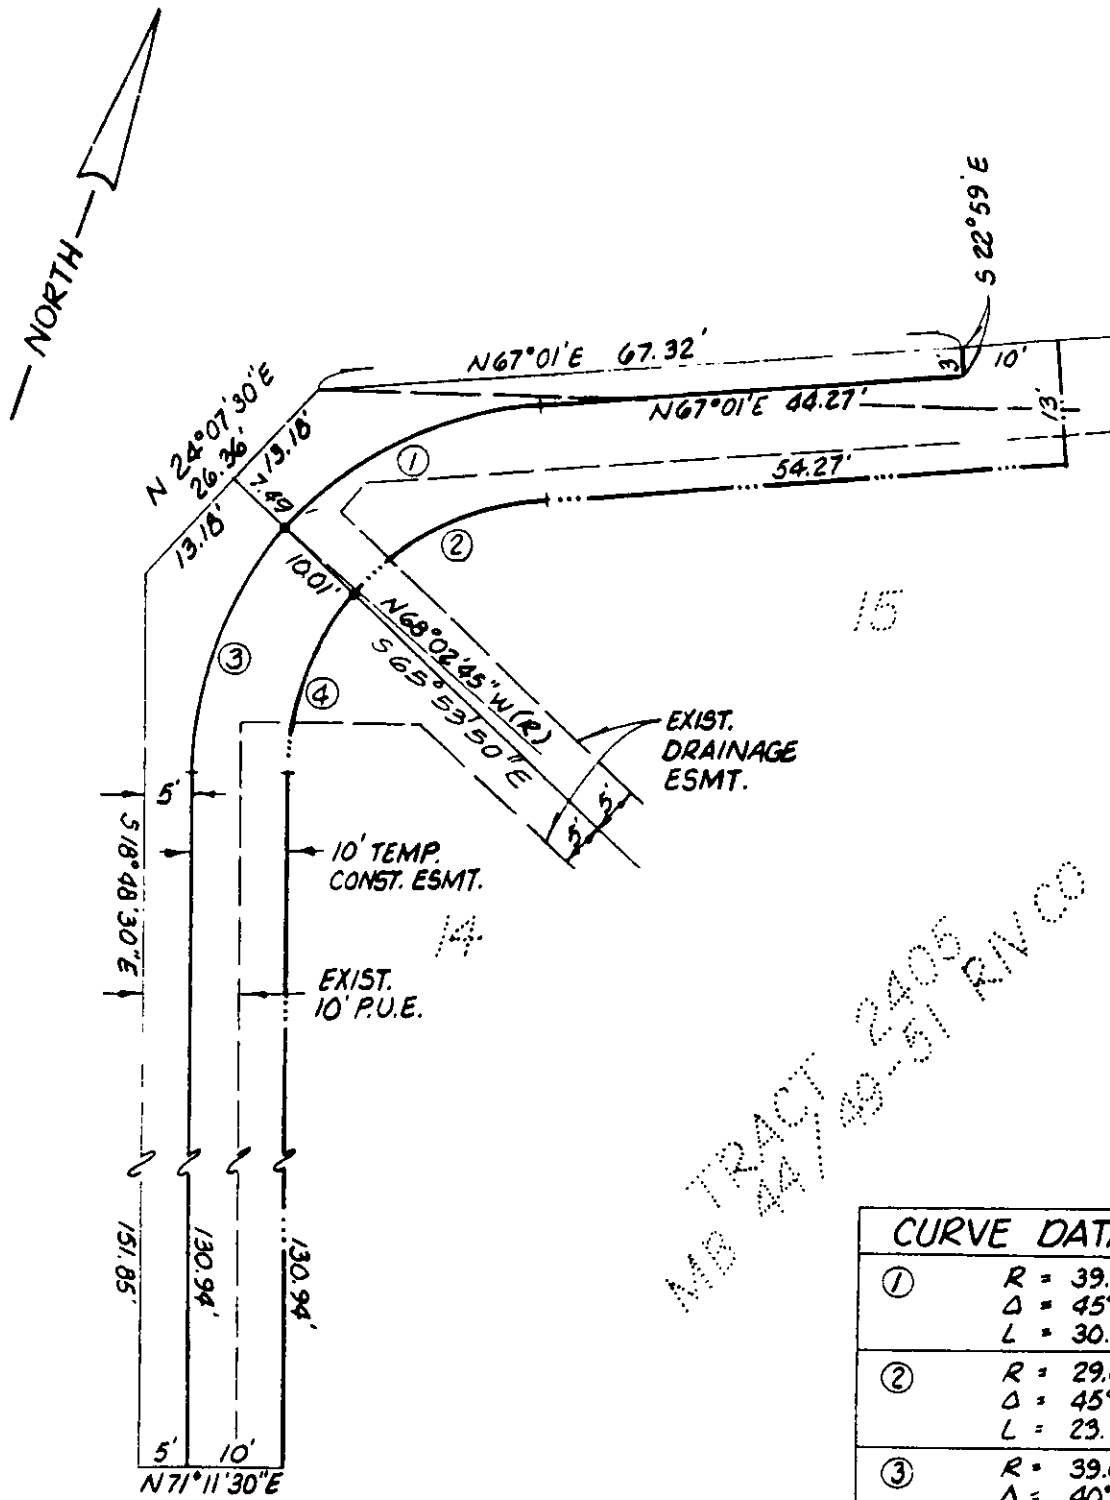 NORTH
S 22°59' E
N67°01'E 67.32'
3'
10'
N67°01'E 44.27'
13'
54.27'
N 24°07'30"E
26.36'
13.18'
7.49'
13.18'
10.01'
①
②
③
④
N68°02'45"W(R)
S 65°53'50"E
15
EXIST.
DRAINAGE
ESMT.
5'
5'
5'
S 18°48'30"E
10' TEMP.
CONST. ESMT.
14
EXIST.
10' P.U.E.
TRACT 2405
MB 44/49-51 RIV CO
151.85'
130.94'
130.94'
5'
10'
N71°11'30"E
CURVE DATA
① R = 39.
Δ = 45°
L = 30.
② R = 29.
Δ = 45°
L = 23.
③ R = 39.
Δ = 40°